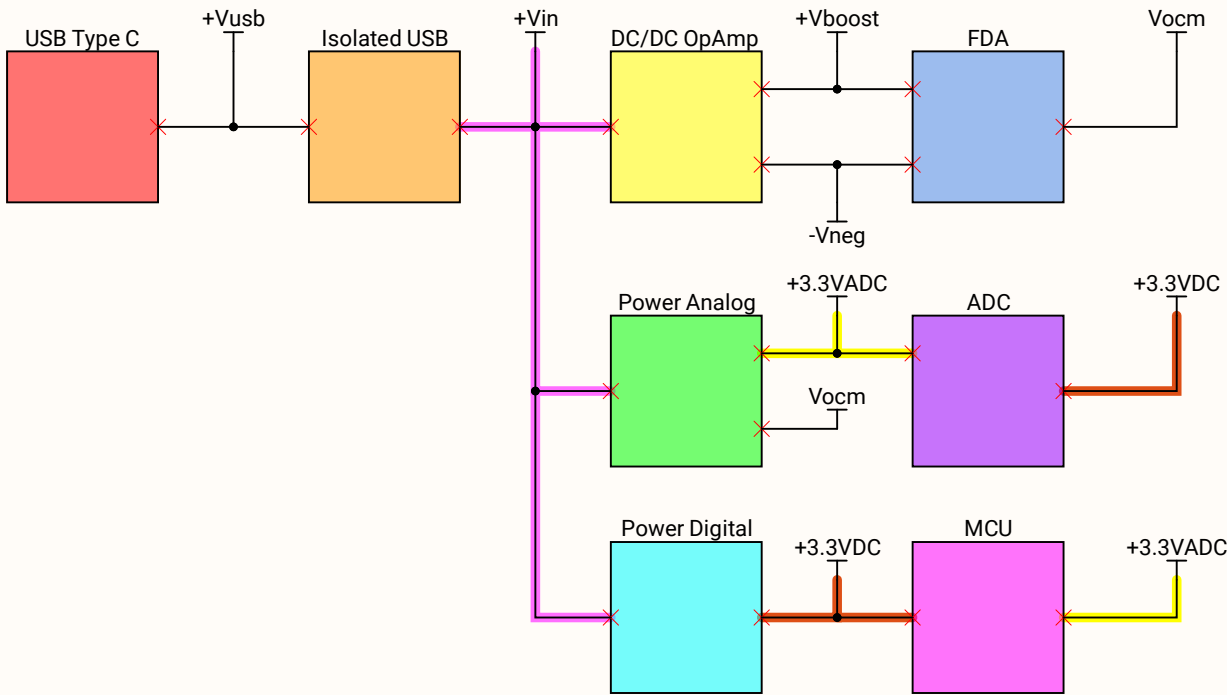 +Vusb
+Vin
+Vboost
Vocm
USB Type C
Isolated USB
DC/DC OpAmp
FDA
-Vneg
+3.3VADC
+3.3VDC
Power Analog
ADC
Vocm
Power Digital
+3.3VDC
MCU
+3.3VADC